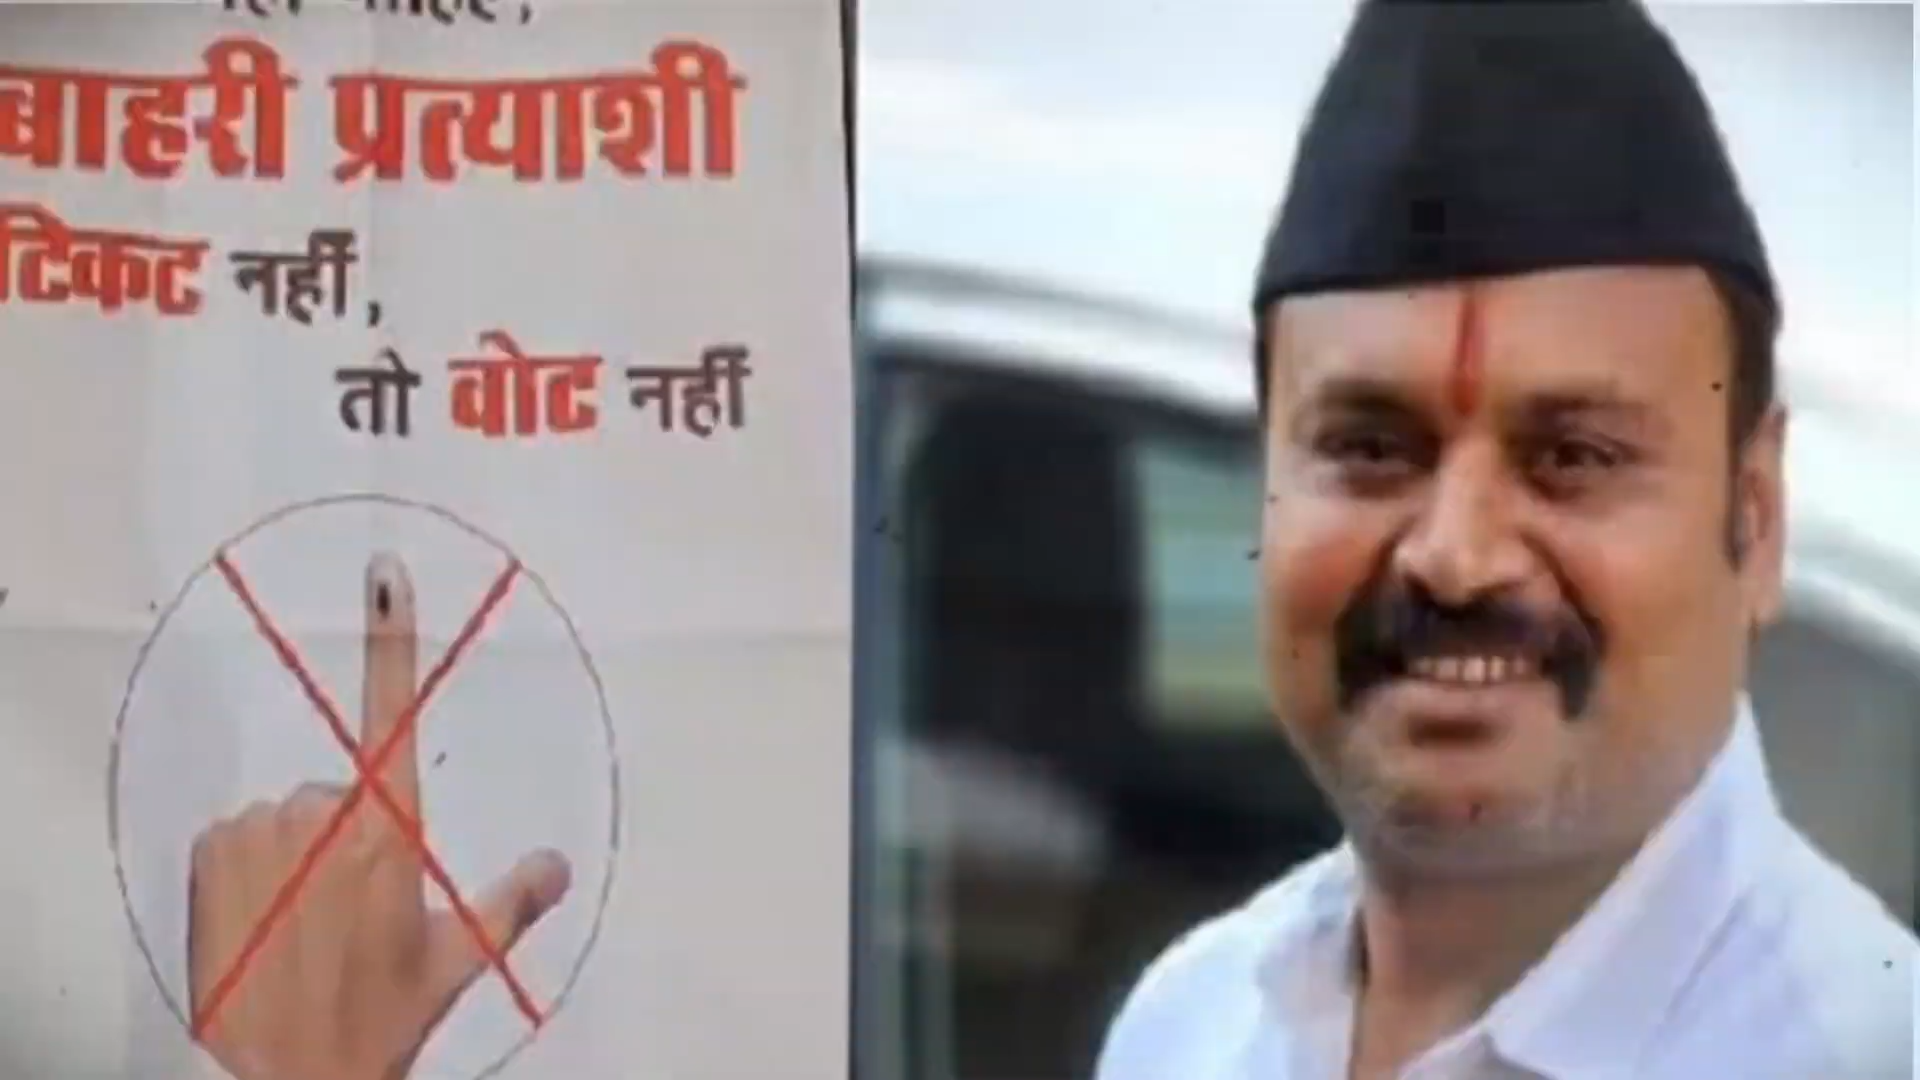 बाहरी प्रत्याशी
टिकट नहीं,
तो वोट नहीं